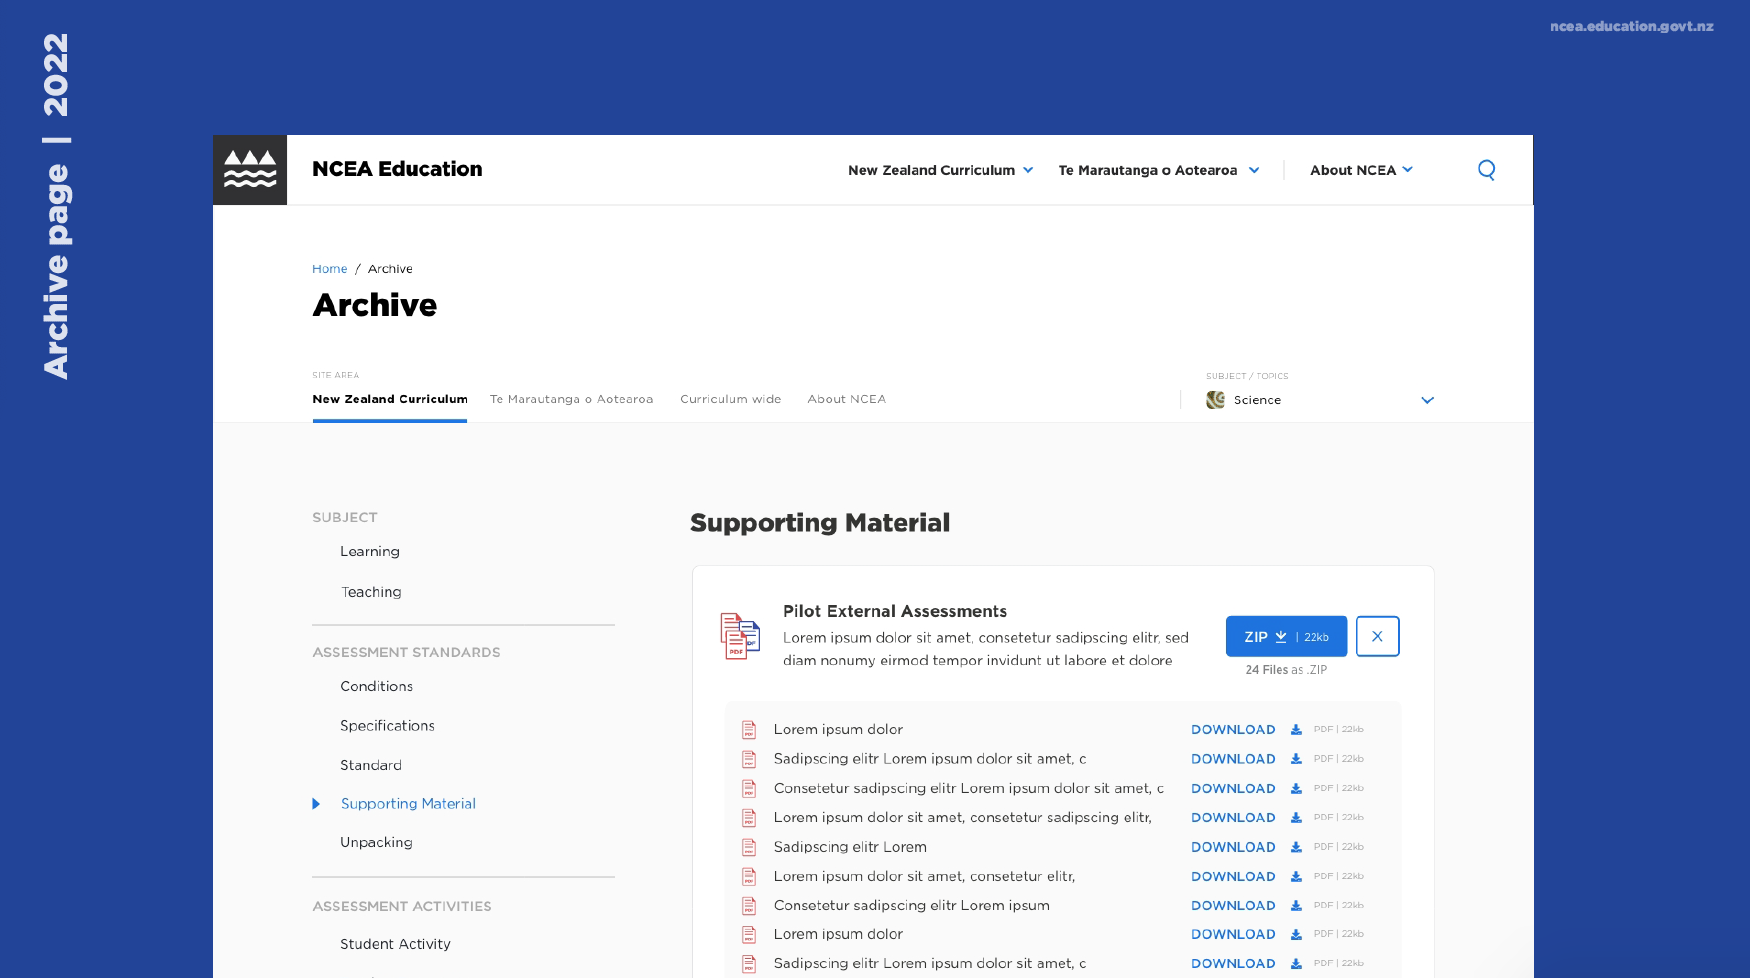 ncea.education.govt.nz
Archive page | 2022
NCEA Education
New Zealand Curriculum
Te Marautanga o Aotearoa
About NCEA
Home / Archive
Archive
SITE AREA
New Zealand Curriculum
Te Marautanga o Aotearoa
Curriculum wide
About NCEA
SUBJECT / TOPICS
Science
SUBJECT
Learning
Teaching
ASSESSMENT STANDARDS
Conditions
Specifications
Standard
Supporting Material
Unpacking
ASSESSMENT ACTIVITIES
Student Activity
Supporting Material
PDF
Pilot External Assessments
Lorem ipsum dolor sit amet, consetetur sadipscing elitr, sed
diam nonumy eirmod tempor invidunt ut labore et dolore
ZIP | 22kb
X
24 Files as .ZIP
Lorem ipsum dolor DOWNLOAD PDF | 22kb
Sadipscing elitr Lorem ipsum dolor sit amet, c DOWNLOAD PDF | 22kb
Consetetur sadipscing elitr Lorem ipsum dolor sit amet, c DOWNLOAD PDF | 22kb
Lorem ipsum dolor sit amet, consetetur sadipscing elitr, DOWNLOAD PDF | 22kb
Sadipscing elitr Lorem DOWNLOAD PDF | 22kb
Lorem ipsum dolor sit amet, consetetur elitr, DOWNLOAD PDF | 22kb
Consetetur sadipscing elitr Lorem ipsum DOWNLOAD PDF | 22kb
Lorem ipsum dolor DOWNLOAD PDF | 22kb
Sadipscing elitr Lorem ipsum dolor sit amet, c DOWNLOAD PDF | 22kb